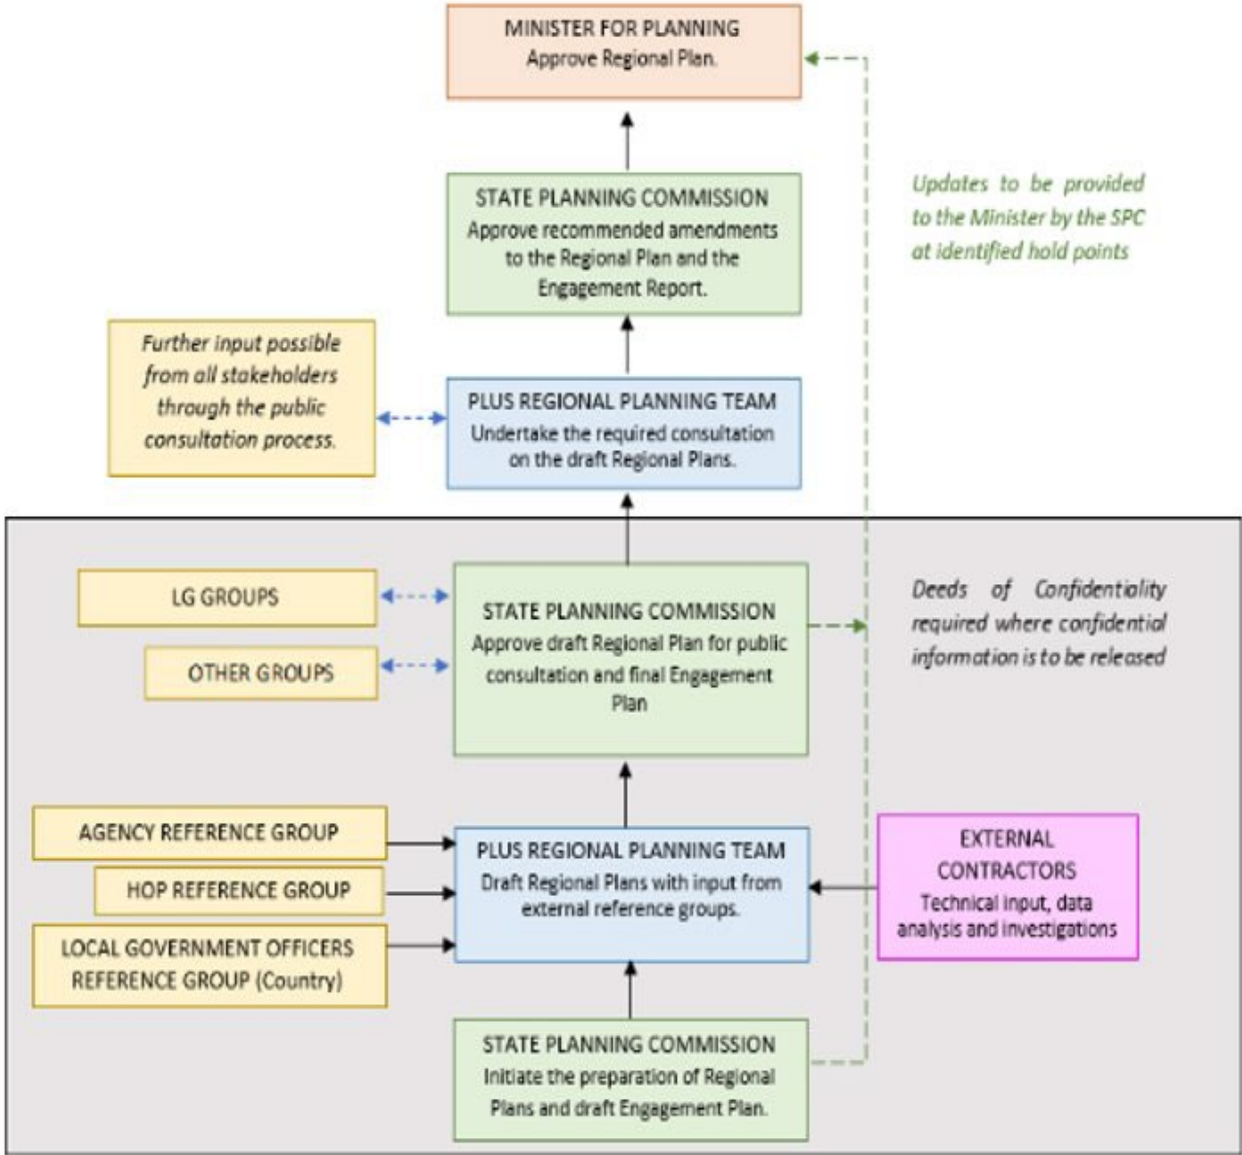 MINISTER FOR PLANNING
Approve Regional Plan.
STATE PLANNING COMMISSION
Approve recommended amendments
to the Regional Plan and the
Engagement Report.
Updates to be provided
to the Minister by the SPC
at identified hold points
Further input possible
from all stakeholders
through the public
consultation process.
PLUS REGIONAL PLANNING TEAM
Undertake the required consultation
on the draft Regional Plans.
LG GROUPS
OTHER GROUPS
STATE PLANNING COMMISSION
Approve draft Regional Plan for public
consultation and final Engagement
Plan
Deeds of Confidentiality
required where confidential
information is to be released
AGENCY REFERENCE GROUP
HOP REFERENCE GROUP
LOCAL GOVERNMENT OFFICERS
REFERENCE GROUP (Country)
PLUS REGIONAL PLANNING TEAM
Draft Regional Plans with input from
external reference groups.
EXTERNAL
CONTRACTORS
Technical input, data
analysis and investigations
STATE PLANNING COMMISSION
Initiate the preparation of Regional
Plans and draft Engagement Plan.